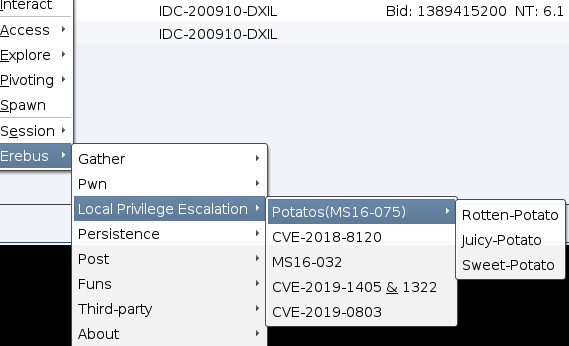 Interact
IDC-200910-DXIL Bid: 1389415200 NT: 6.1
Access
IDC-200910-DXIL
Explore
Pivoting
Spawn
Session
Erebus
Gather
Pwn
Local Privilege Escalation
Persistence
Post
Funs
Third-party
About
Potatos(MS16-075)
CVE-2018-8120
MS16-032
CVE-2019-1405 & 1322
CVE-2019-0803
Rotten-Potato
Juicy-Potato
Sweet-Potato